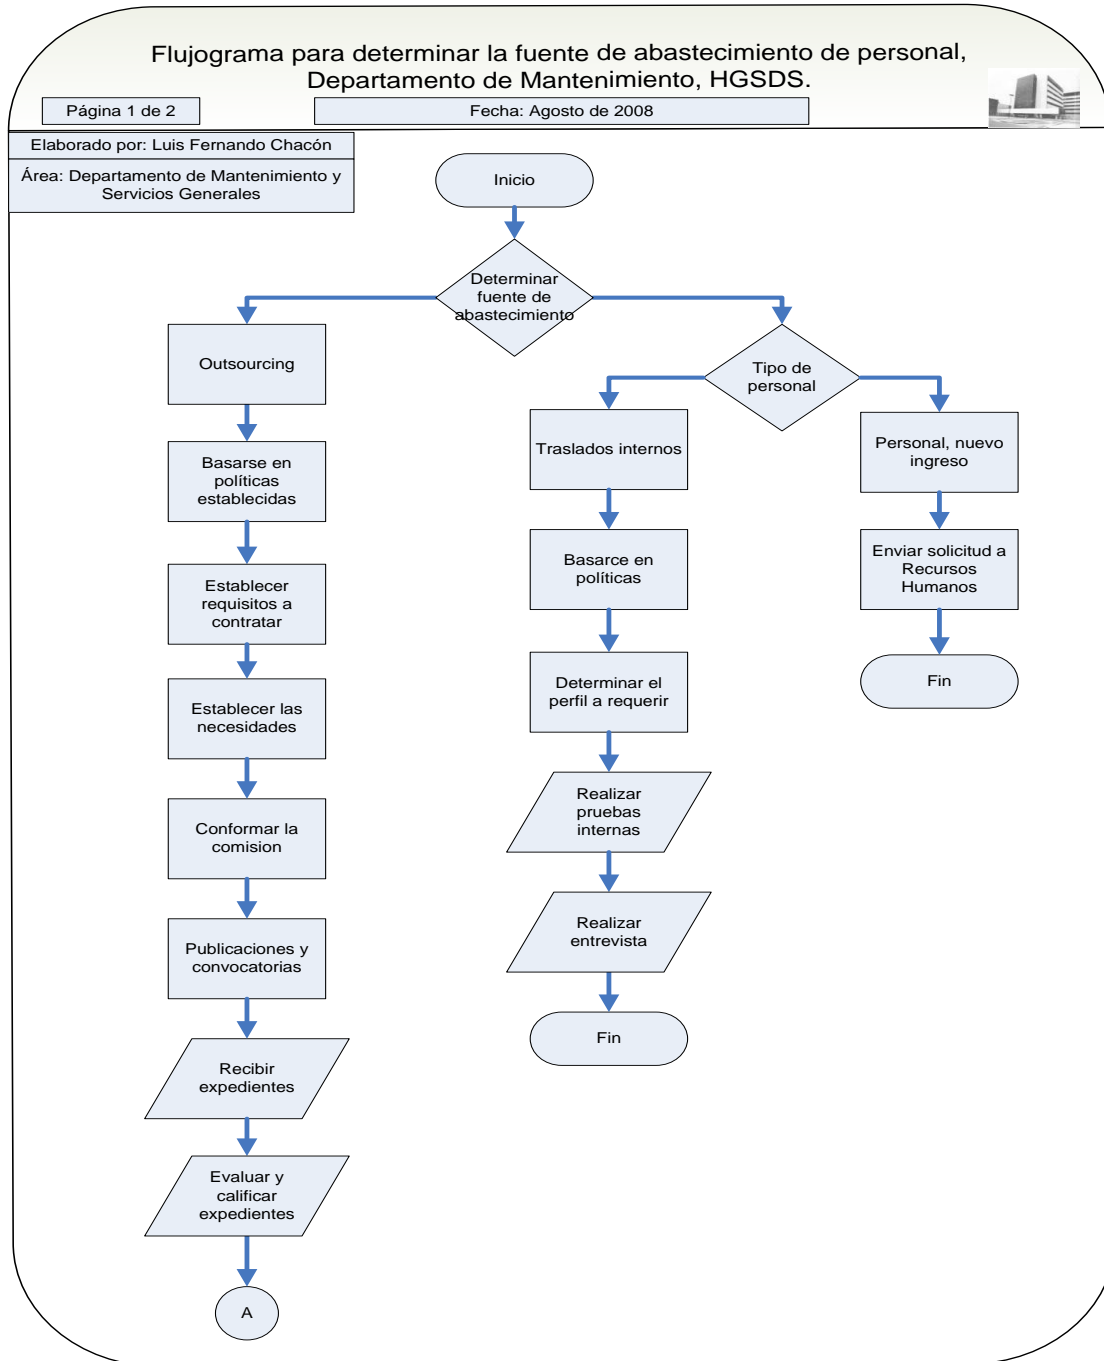 Flujograma para determinar la fuente de abastecimiento de personal,
Departamento de Mantenimiento, HGSDS.
Página 1 de 2
Fecha: Agosto de 2008
Elaborado por: Luis Fernando Chacón
Área: Departamento de Mantenimiento y
Servicios Generales
Inicio
Determinar
fuente de
abastecimiento
Outsourcing
Basarse en
políticas
establecidas
Establecer
requisitos a
contratar
Establecer las
necesidades
Conformar la
comision
Publicaciones y
convocatorias
Recibir
expedientes
Evaluar y
calificar
expedientes
A
Tipo de
personal
Traslados internos
Basarce en
políticas
Determinar el
perfil a requerir
Realizar
pruebas
internas
Realizar
entrevista
Fin
Personal, nuevo
ingreso
Enviar solicitud a
Recursos
Humanos
Fin